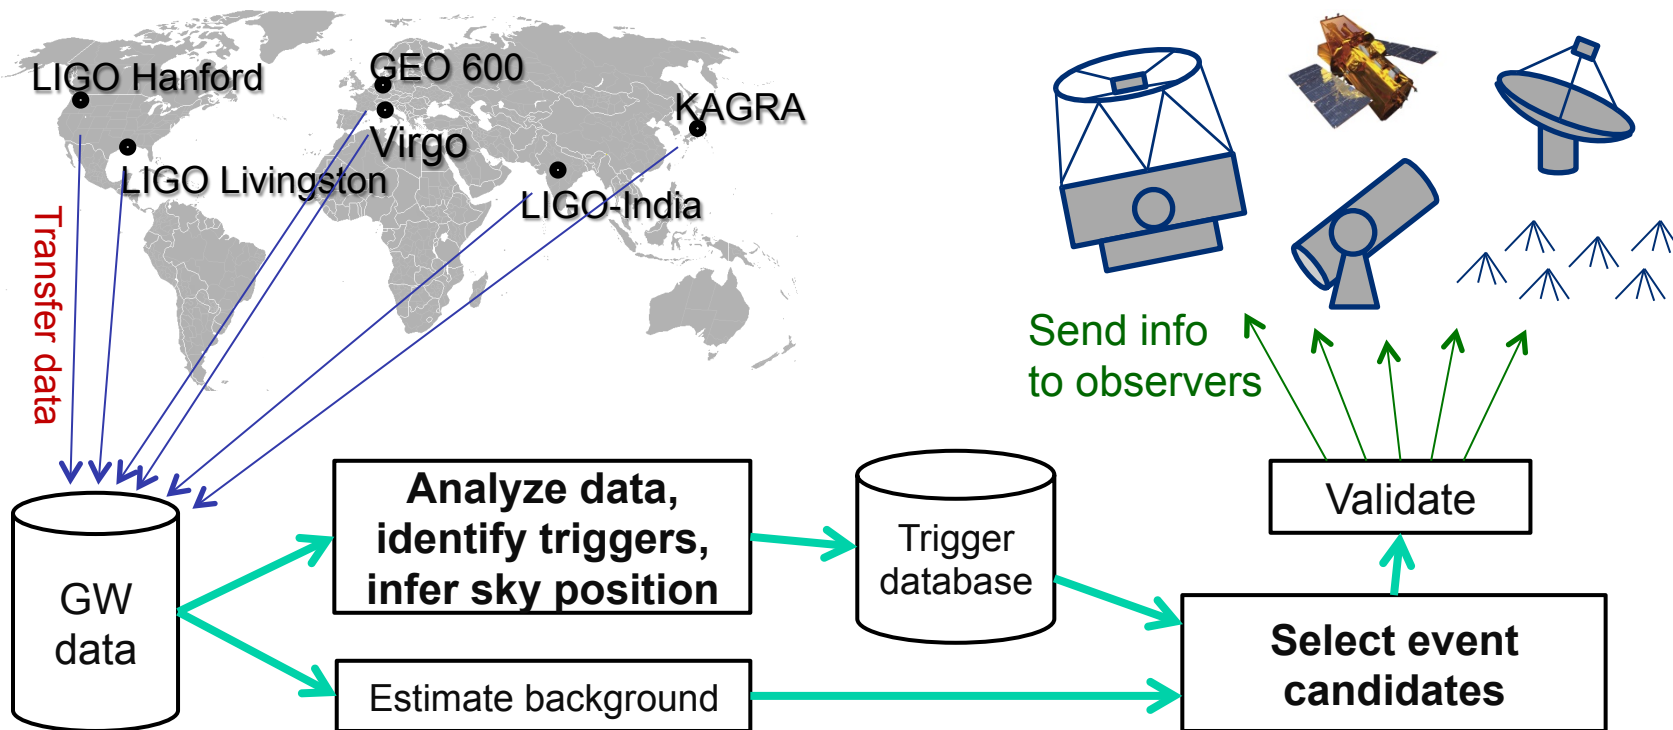 LIGO Hanford
GEO 600
KAGRA
Virgo
LIGO Livingston
LIGO-India
Transfer data
Send info
to observers
Analyze data,
identify triggers,
infer sky position
Trigger
database
Validate
GW
data
Estimate background
Select event
candidates